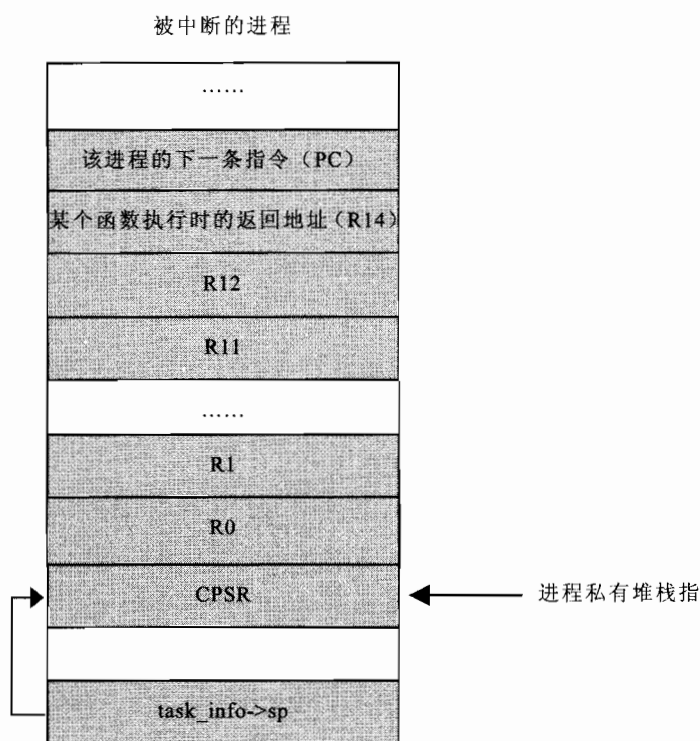 被中断的进程
……
该进程的下一条指令（PC）
某个函数执行时的返回地址（R14）
R12
R11
……
R1
R0
CPSR
进程私有堆栈指
task_info->sp